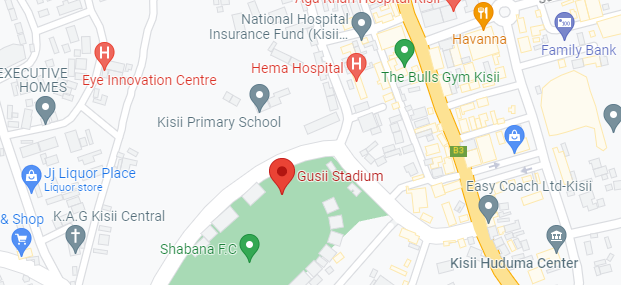 Aga Khan Hospital Kisii
National Hospital
Insurance Fund (Kisii...
Havanna
Family Bank
EXECUTIVE
HOMES
Eye Innovation Centre
Hema Hospital
The Bulls Gym Kisii
Kisii Primary School
B3
Jj Liquor Place
Liquor store
Gusii Stadium
Easy Coach Ltd-Kisii
K.A.G Kisii Central
& Shop
Shabana F.C
Kisii Huduma Center